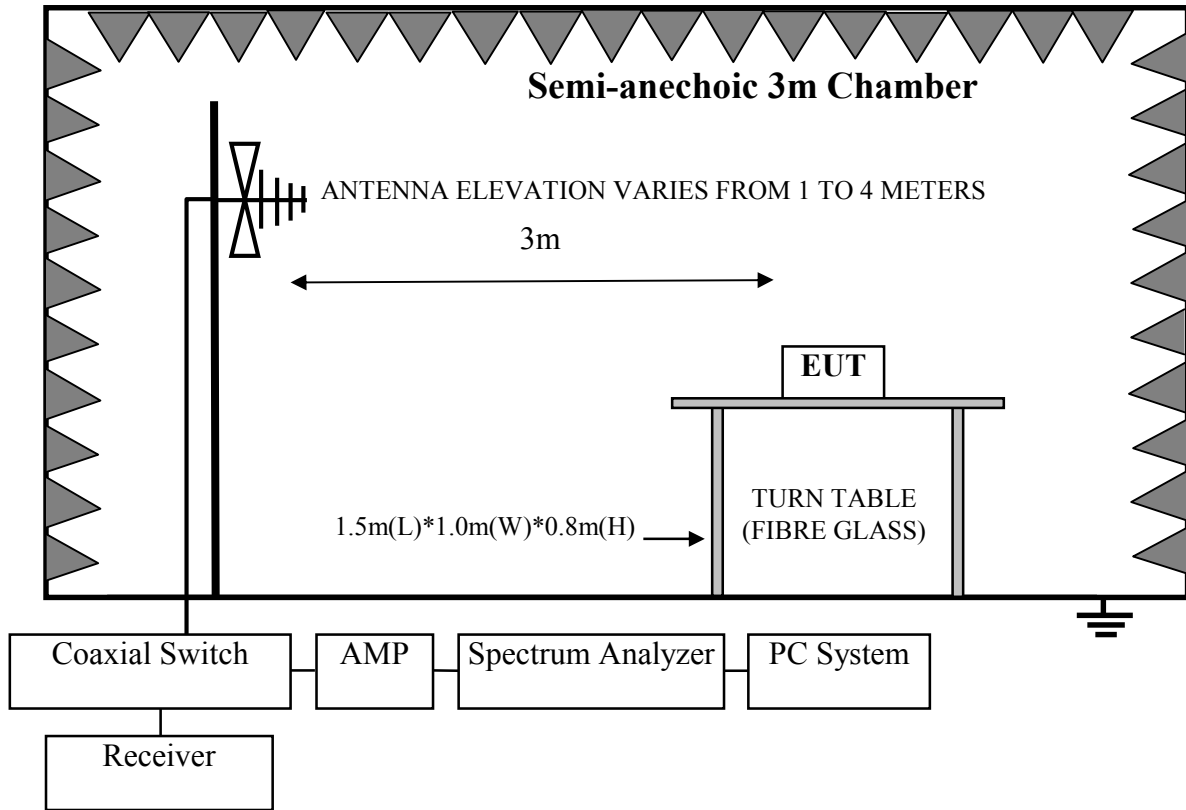 Semi-anechoic 3m Chamber
ANTENNA ELEVATION VARIES FROM 1 TO 4 METERS
3m
EUT
TURN TABLE
(FIBRE GLASS)
1.5m(L)*1.0m(W)*0.8m(H)
Coaxial Switch
AMP
Spectrum Analyzer
PC System
Receiver